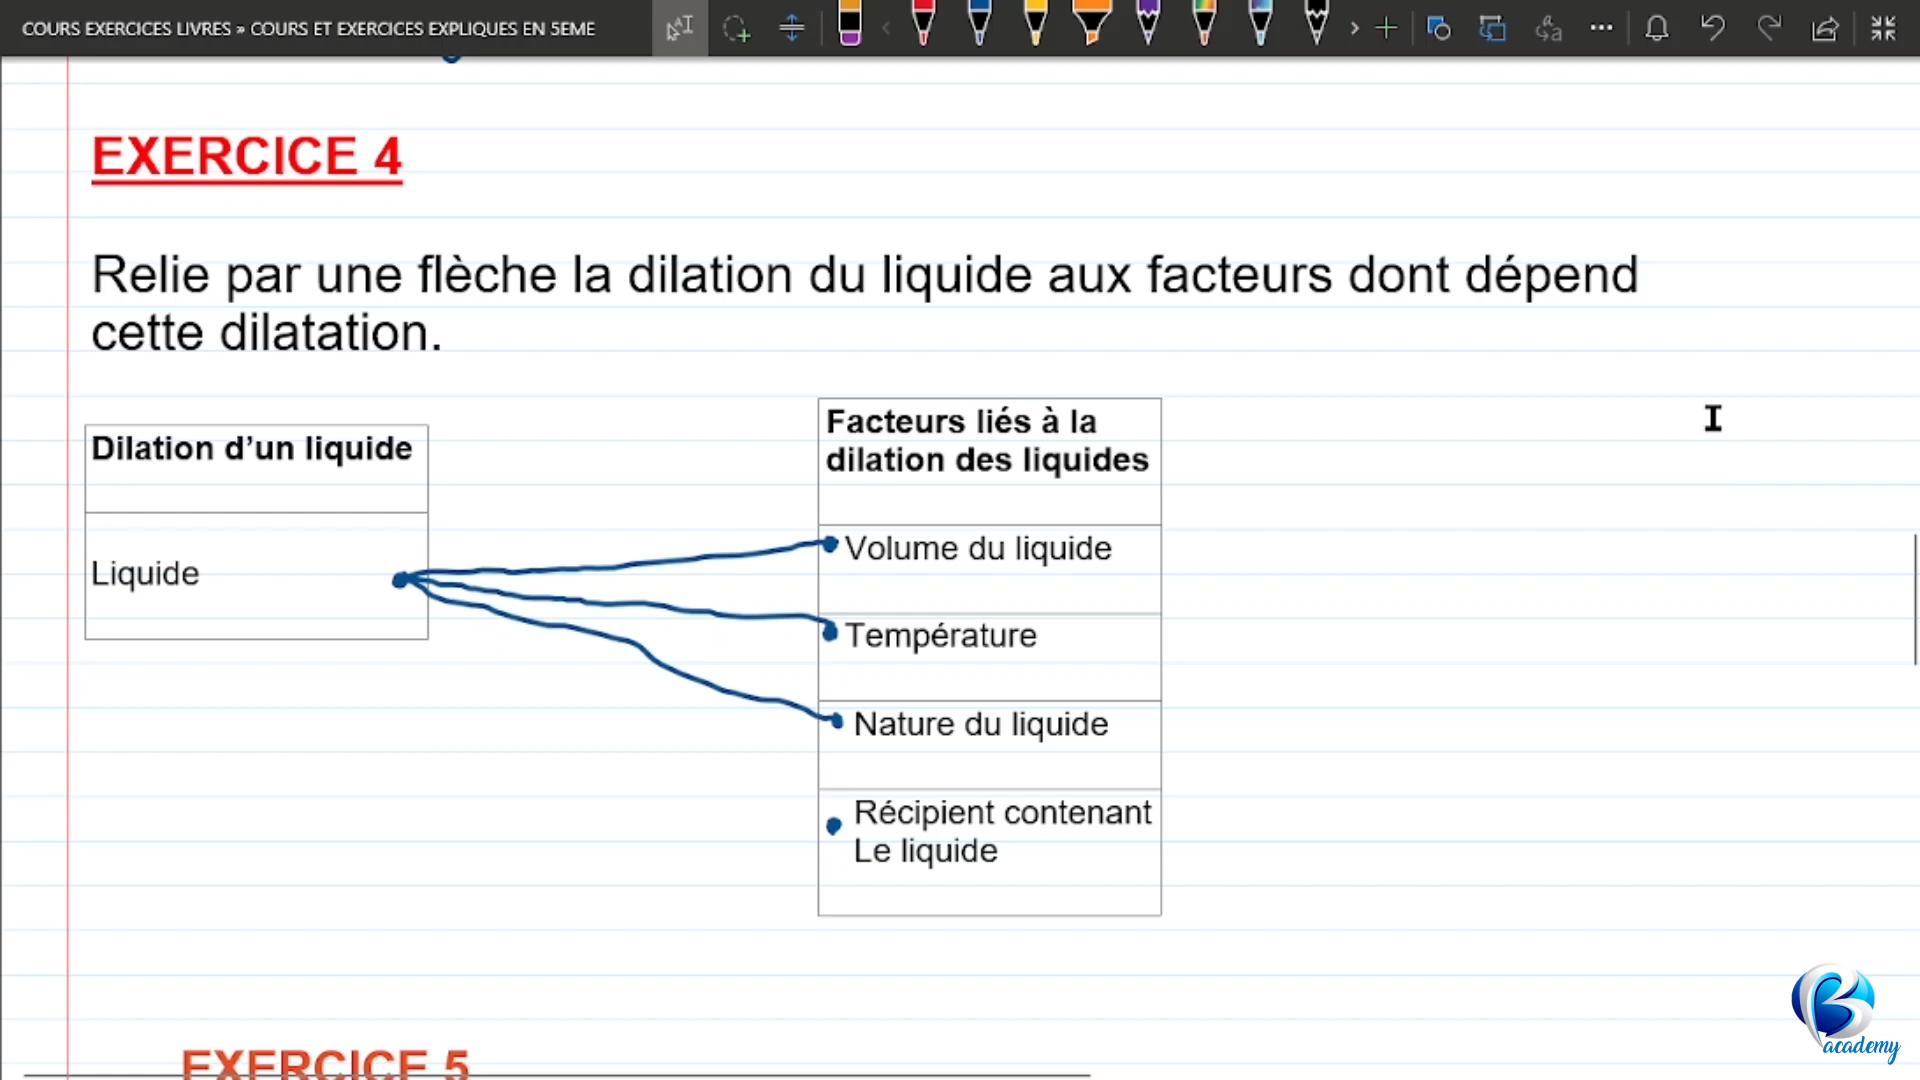 COURS EXERCICES LIVRES » COURS ET EXERCICES EXPLIQUES EN 5EME
EXERCICE 4
Relie par une flèche la dilation du liquide aux facteurs dont dépend
cette dilatation.
Dilation d’un liquide
Liquide
Facteurs liés à la
dilation des liquides
Volume du liquide
Température
Nature du liquide
Récipient contenant
Le liquide
EXERCICE 5
academy